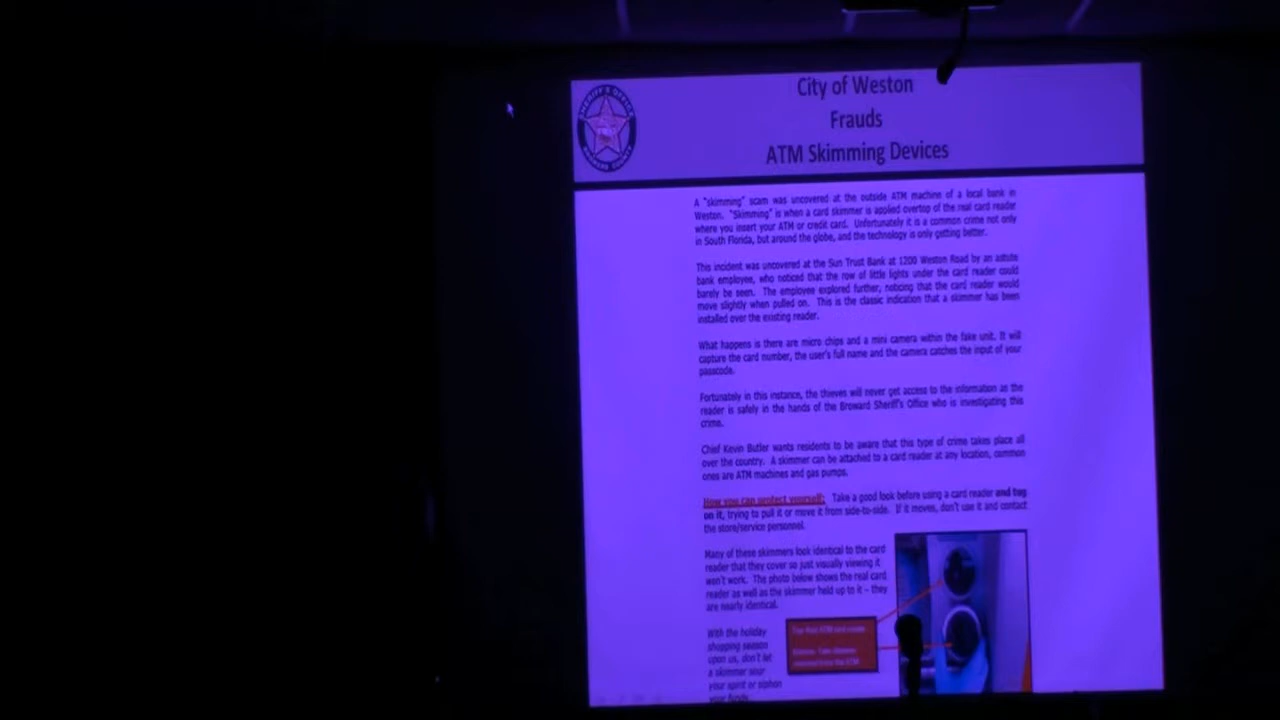 City of Weston
Frauds
ATM Skimming Devices
SHERIFF'S OFFICE
BROWARD COUNTY
A "skimming" scam was uncovered at the outside ATM machine of a local bank in
Weston. "Skimming" is when a card skimmer is applied overtop of the real card reader
where you insert your ATM or credit card. Unfortunately it is a common crime not only
in South Florida, but around the globe, and the technology is only getting better.
This incident was uncovered at the Sun Trust Bank at 1200 Weston Road by an astute
bank employee, who noticed that the row of little lights under the card reader could
barely be seen. The employee explored further, noticing that the card reader would
move slightly when pulled on. This is the classic indication that a skimmer has been
installed over the existing reader.
What happens is there are micro chips and a mini camera within the fake unit. It will
capture the card number, the user's full name and the camera catches the input of your
passcode.
Fortunately in this instance, the thieves will never get access to the information as the
reader is safely in the hands of the Broward Sheriff's Office who is investigating this
crime.
Chief Kevin Butler wants residents to be aware that this type of crime takes place all
over the country. A skimmer can be attached to a card reader at any location, common
ones are ATM machines and gas pumps.
How you can protect yourself: Take a good look before using a card reader and tug
on it, trying to pull it or move it from side-to-side. If it moves, don't use it and contact
the store/service personnel.
Many of these skimmers look identical to the card
reader that they cover so just visually viewing it
won't work. The photo below shows the real card
reader as well as the skimmer held up to it – they
are nearly identical.
With the holiday
shopping season
upon us, don't let
a skimmer sour
your spirit or siphon
your funds.